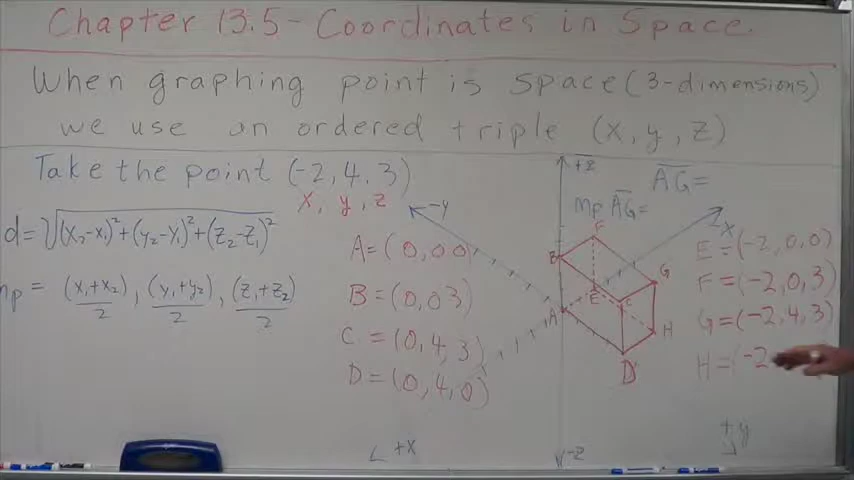 Chapter 13.5 - Coordinates in Space.
When graphing point is space (3-dimensions)
we use an ordered triple (x, y, z)
Take the point (-2, 4, 3)
x, y, z
d = √(x₂-x₁)²+(y₂-y₁)²+(z₂-z₁)²
mp = (x₁+x₂)/2, (y₁+y₂)/2, (z₁+z₂)/2
A = (0,0,0)
B = (0,0,3)
C = (0,4,3)
D = (0,4,0)
+z
-y
AG =
mp AG =
-x
F
B
G
E
C
A
H
D
E = (-2,0,0)
F = (-2,0,3)
G = (-2,4,3)
H = (-2
+x
-z
+y